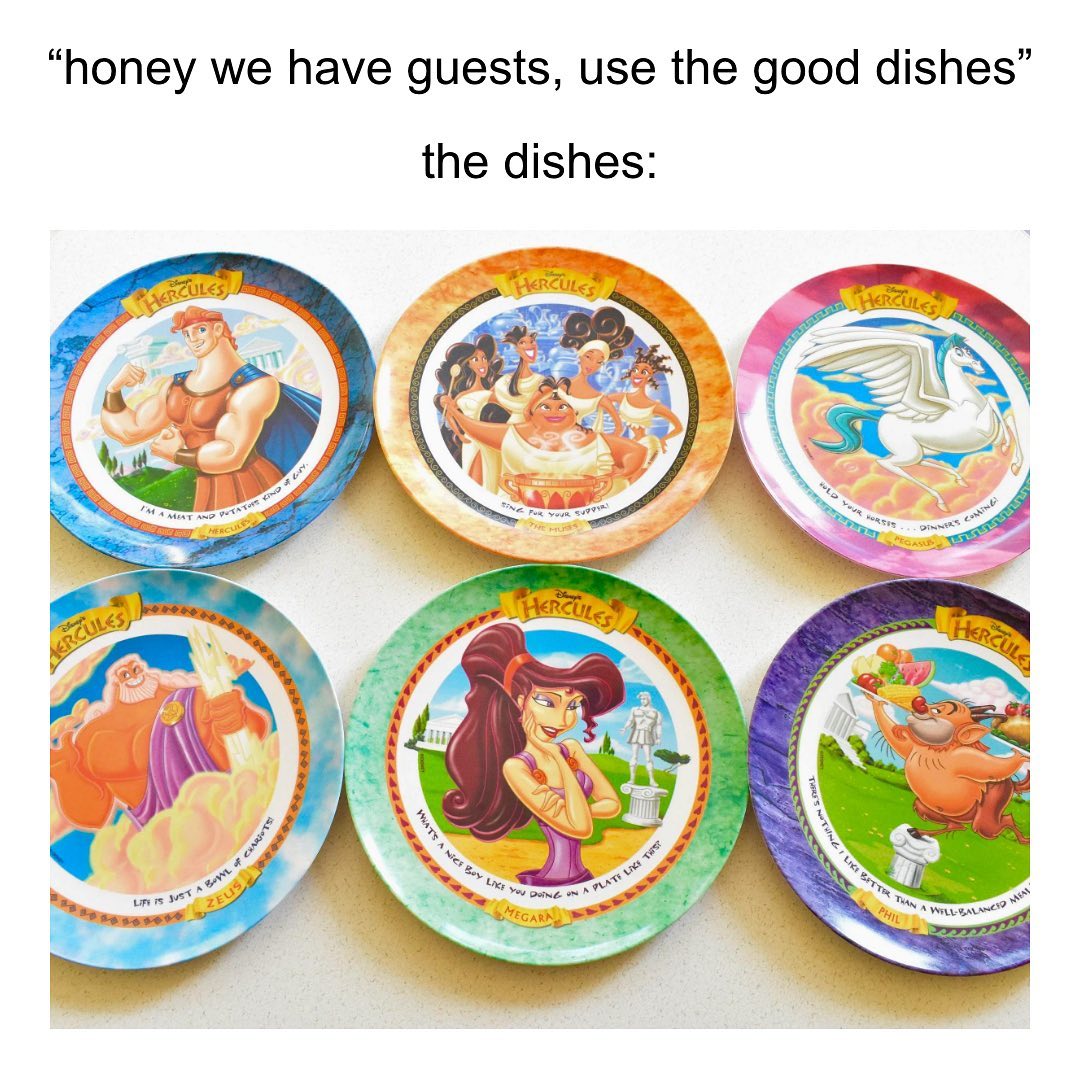 “honey we have guests, use the good dishes”
the dishes:
Disney's
HERCULES
I'M A MEAT AND POTATOES KIND OF GUY.
HERCULES
Disney's
HERCULES
SING FOR YOUR SUPPER!
THE MUSES
Disney's
HERCULES
HOLD YOUR HORSES ... DINNER'S COMING!
PEGASUS
Disney's
ERCULES
LIFE IS JUST A BOWL OF CHARIOTS!
ZEUS
Disney's
HERCULES
WHAT'S A NICE BOY LIKE YOU DOING ON A PLATE LIKE THIS?
MEGARA
Disney's
HERCULES
THERE'S NOTHING I LIKE BETTER THAN A WELL-BALANCED MEAL
PHIL